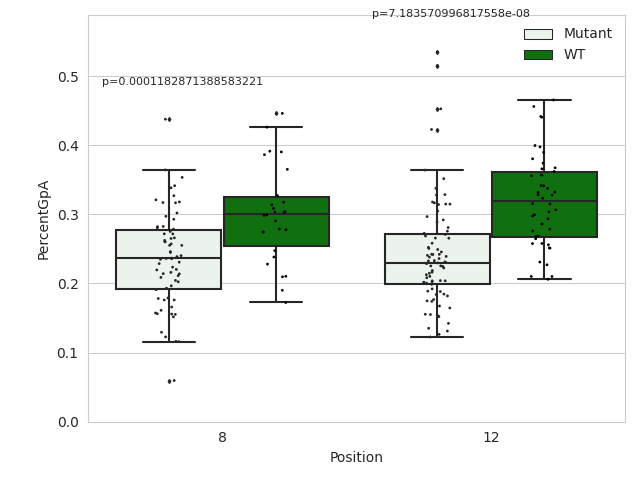 p=7.183570996817558e-08
Mutant
WT
p=0.0001182871388583221
0.5
0.4
0.3
0.2
0.1
0.0
PercentGpA
8
12
Position